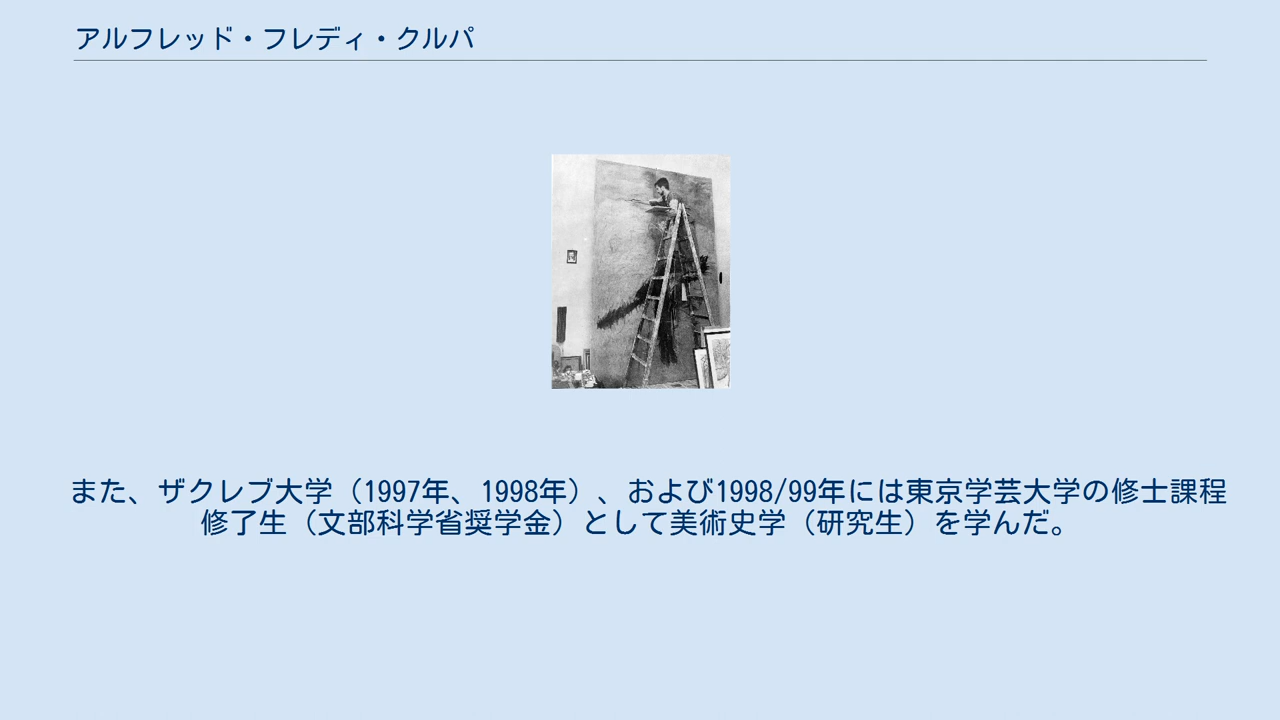 アルフレッド・フレディ・クルパ
また、ザクレブ大学（1997年、1998年）、および1998/99年には東京学芸大学の修士課程
修了生（文部科学省奨学金）として美術史学（研究生）を学んだ。